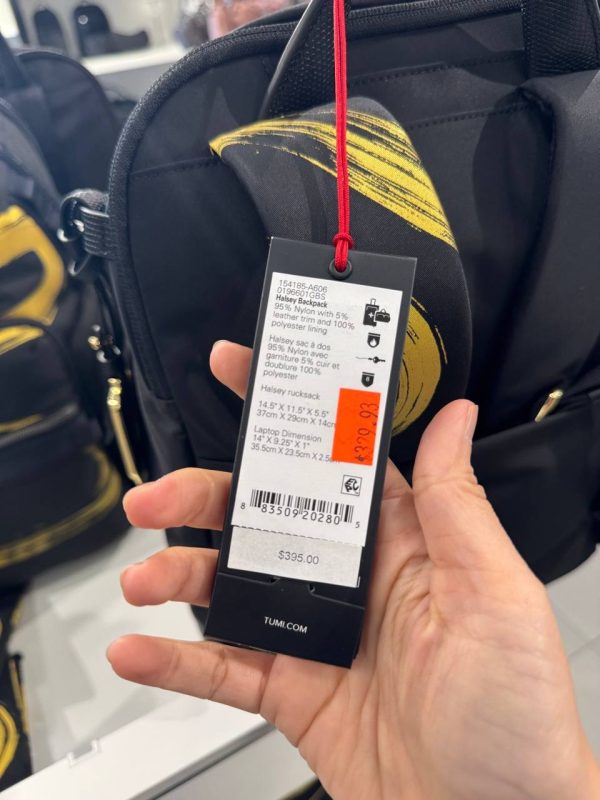 154185-A606
0196601GBS
Halsey Backpack
95% Nylon with 5%
leather trim and 100%
polyester lining
Halsey sac à dos
95% Nylon avec
garniture 5% cuir et
doublure 100%
polyester
Halsey rucksack
14.5" X 11.5" X 5.5"
37cm X 29cm X 14cm
Laptop Dimension
14" X 9.25" X 1"
35.5cm X 23.5cm X 2.5
8 83509 20280 5
$395.00
TUMI.COM